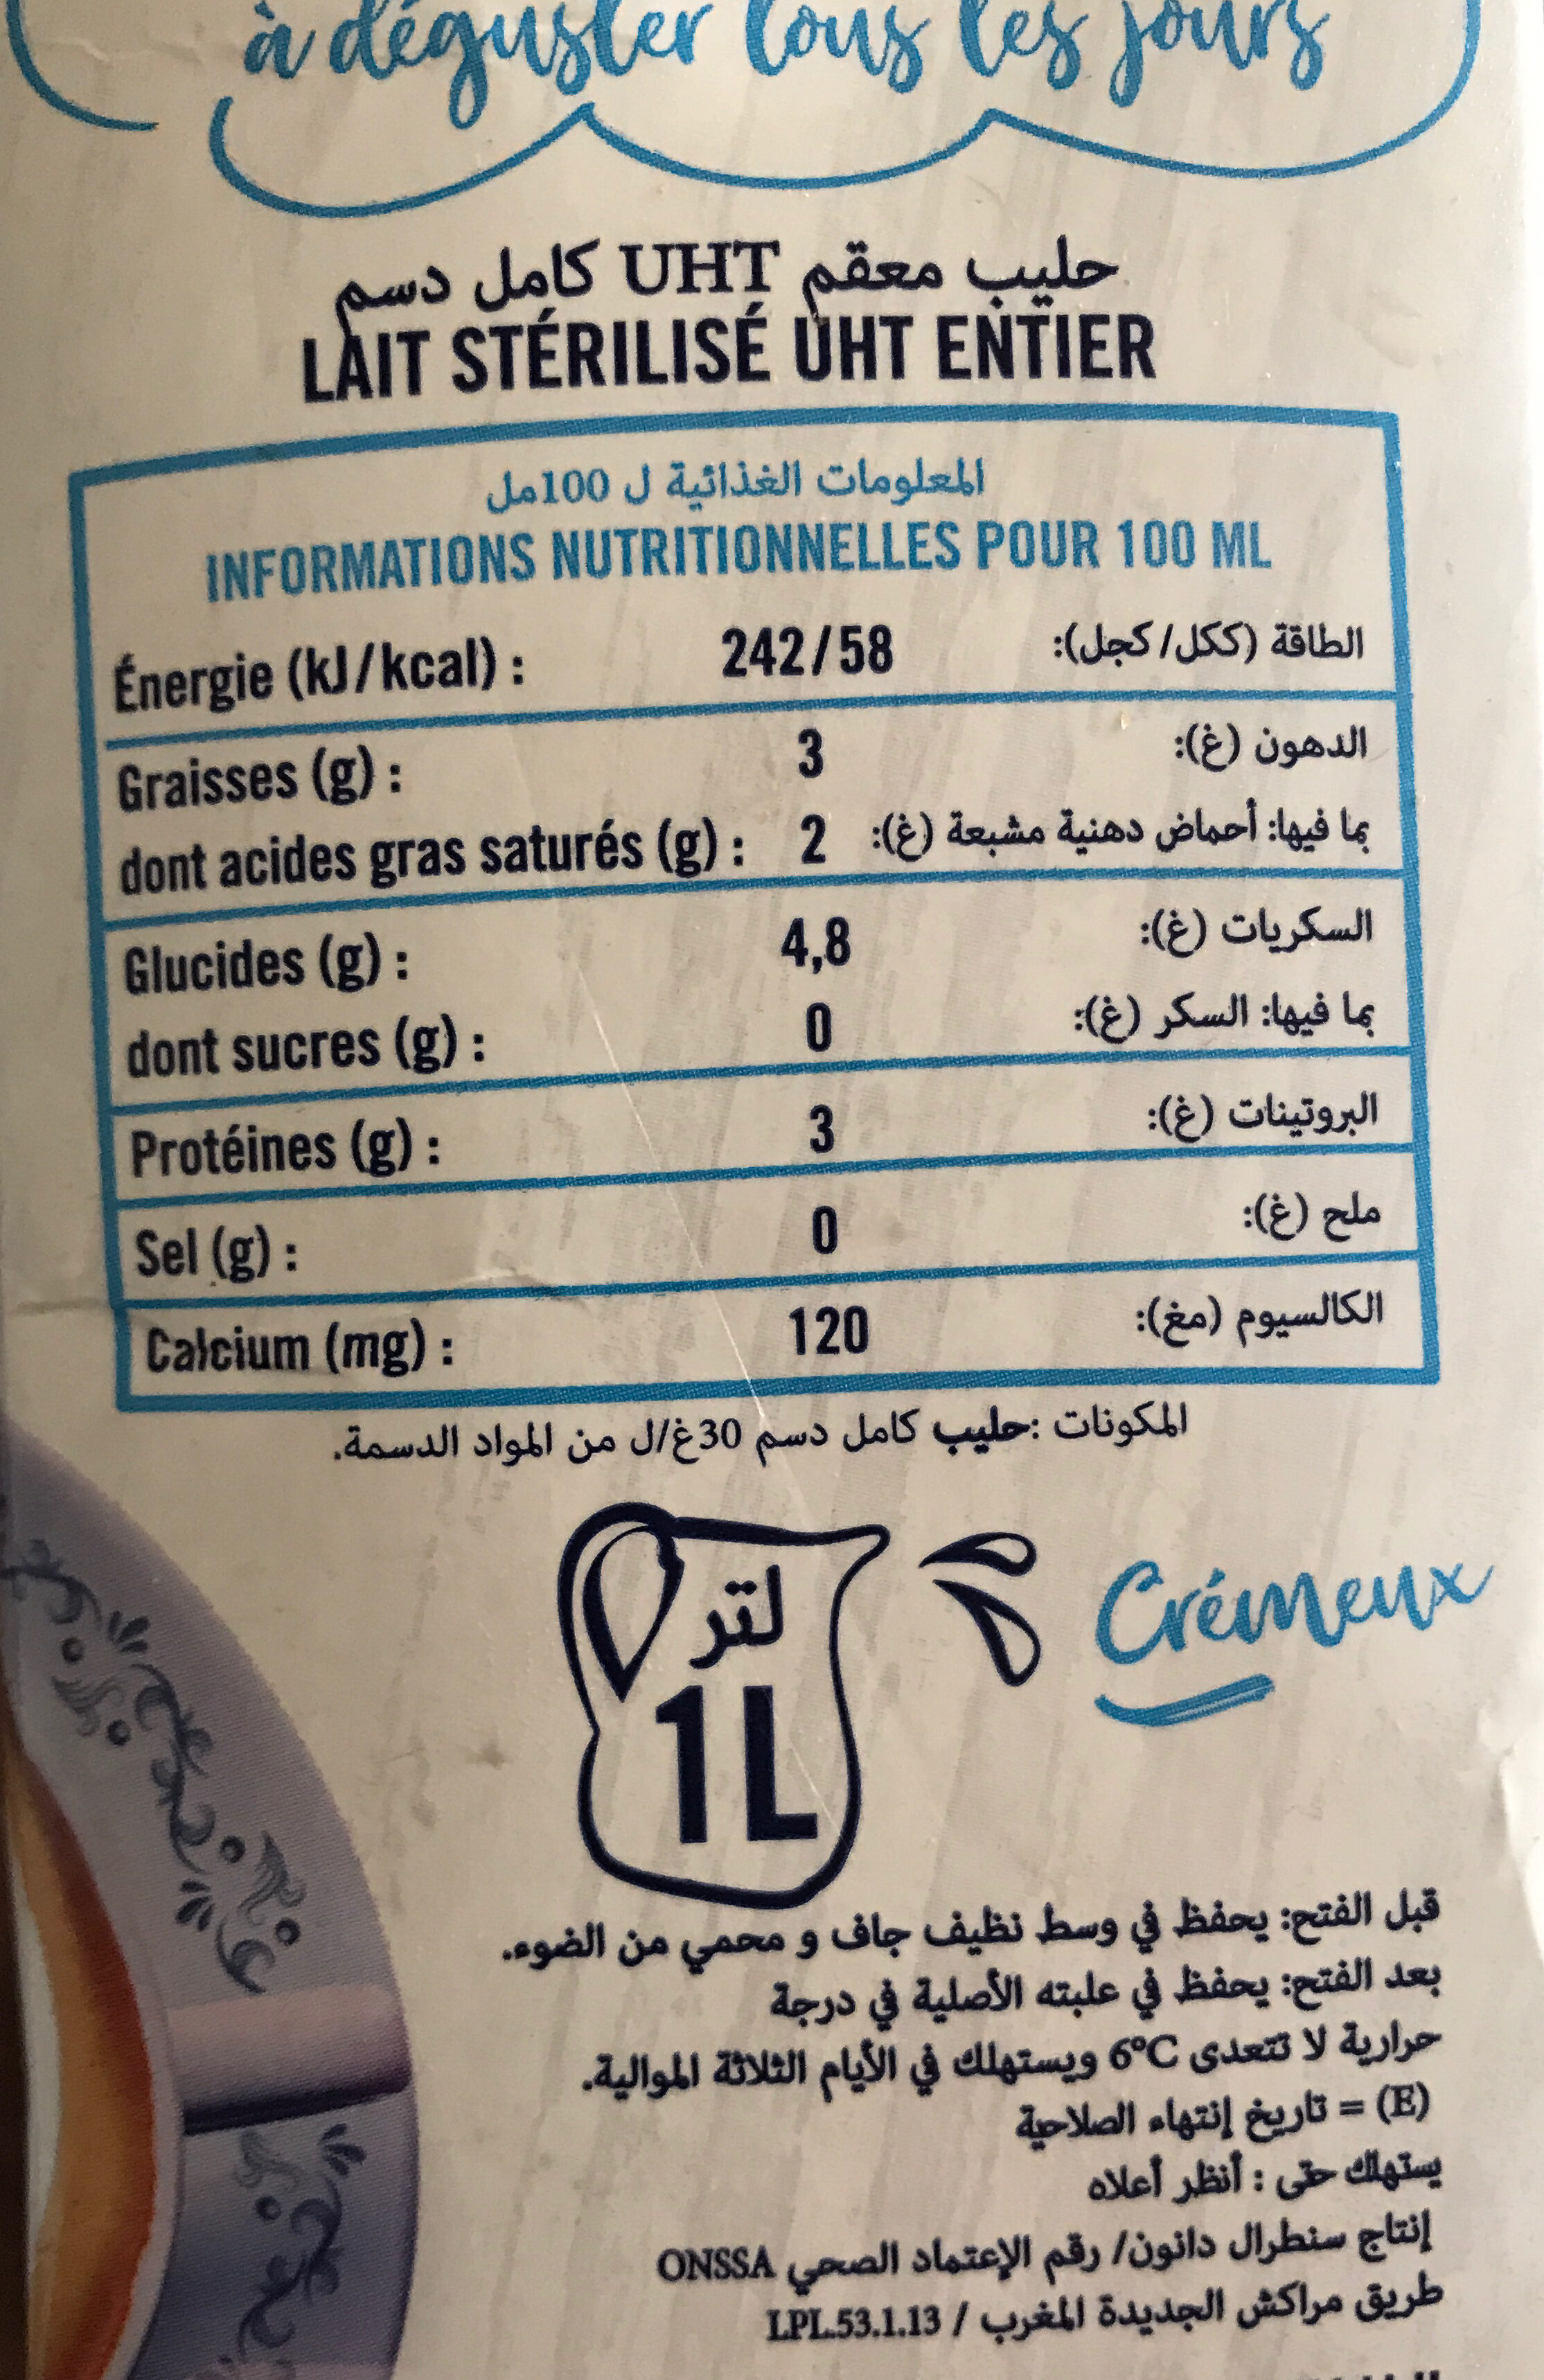 à déguster tous les jours
حليب معقم UHT كامل دسم
LAIT STÉRILISÉ UHT ENTIER
المعلومات الغذائية ل 100مل
INFORMATIONS NUTRITIONNELLES POUR 100 ML
Énergie (kJ/kcal) : 242/58 الطاقة (ككل/كجل):
Graisses (g) : 3 الدهون (غ):
dont acides gras saturés (g) : 2 بما فيها: أحماض دهنية مشبعة (غ):
Glucides (g) : 4,8 السكريات (غ):
dont sucres (g) : 0 بما فيها: السكر (غ):
Protéines (g) : 3 البروتينات (غ):
Sel (g) : 0 ملح (غ):
Calcium (mg) : 120 الكالسيوم (مغ):
المكونات :حليب كامل دسم 30غ/ل من المواد الدسمة.
لتر
1L
Crémeux
قبل الفتح: يحفظ في وسط نظيف جاف و محمي من الضوء.
بعد الفتح: يحفظ في علبته الأصلية في درجة
حرارية لا تتعدى 6°C ويستهلك في الأيام الثلاثة الموالية.
(E) = تاريخ إنتهاء الصلاحية
يستهلك حتى : أنظر أعلاه
إنتاج سنطرال دانون/ رقم الإعتماد الصحي ONSSA
طريق مراكش الجديدة المغرب / LPL.53.1.13